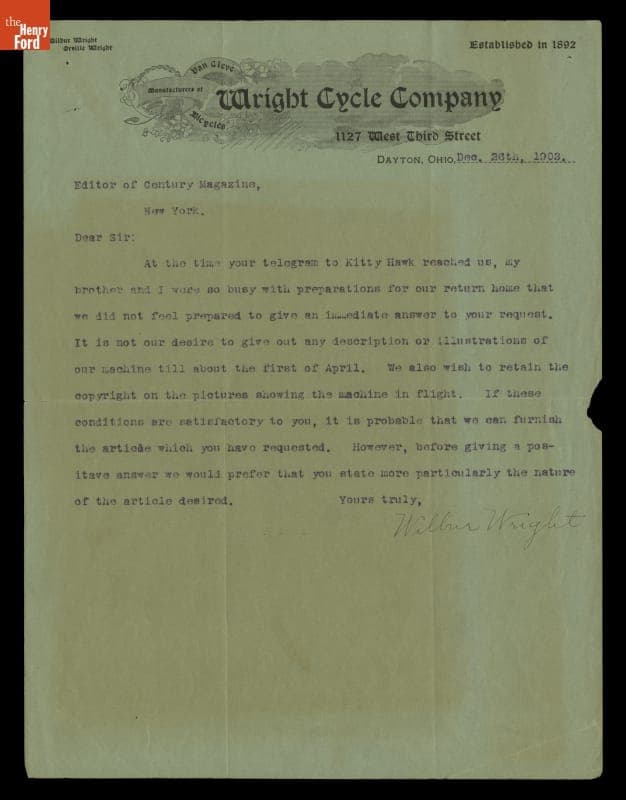 the
Henry
Ford
Wilbur Wright
Orville Wright
Established in 1892
Van Cleve
Manufacturers of
Bicycles
Wright Cycle Company
1127 West Third Street
DAYTON, OHIO, Dec. 26th, 1903.
Editor of Century Magazine,
New York.
Dear Sir:
At the time your telegram to Kitty Hawk reached us, my
brother and I were so busy with preparations for our return home that
we did not feel prepared to give an immediate answer to your request.
It is not our desire to give out any description or illustrations of
our machine till about the first of April. We also wish to retain the
copyright on the pictures showing the machine in flight. If these
conditions are satisfactory to you, it is probable that we can furnish
the article which you have requested. However, before giving a pos-
itave answer we would prefer that you state more particularly the nature
of the article desired. Yours truly,
Wilbur Wright